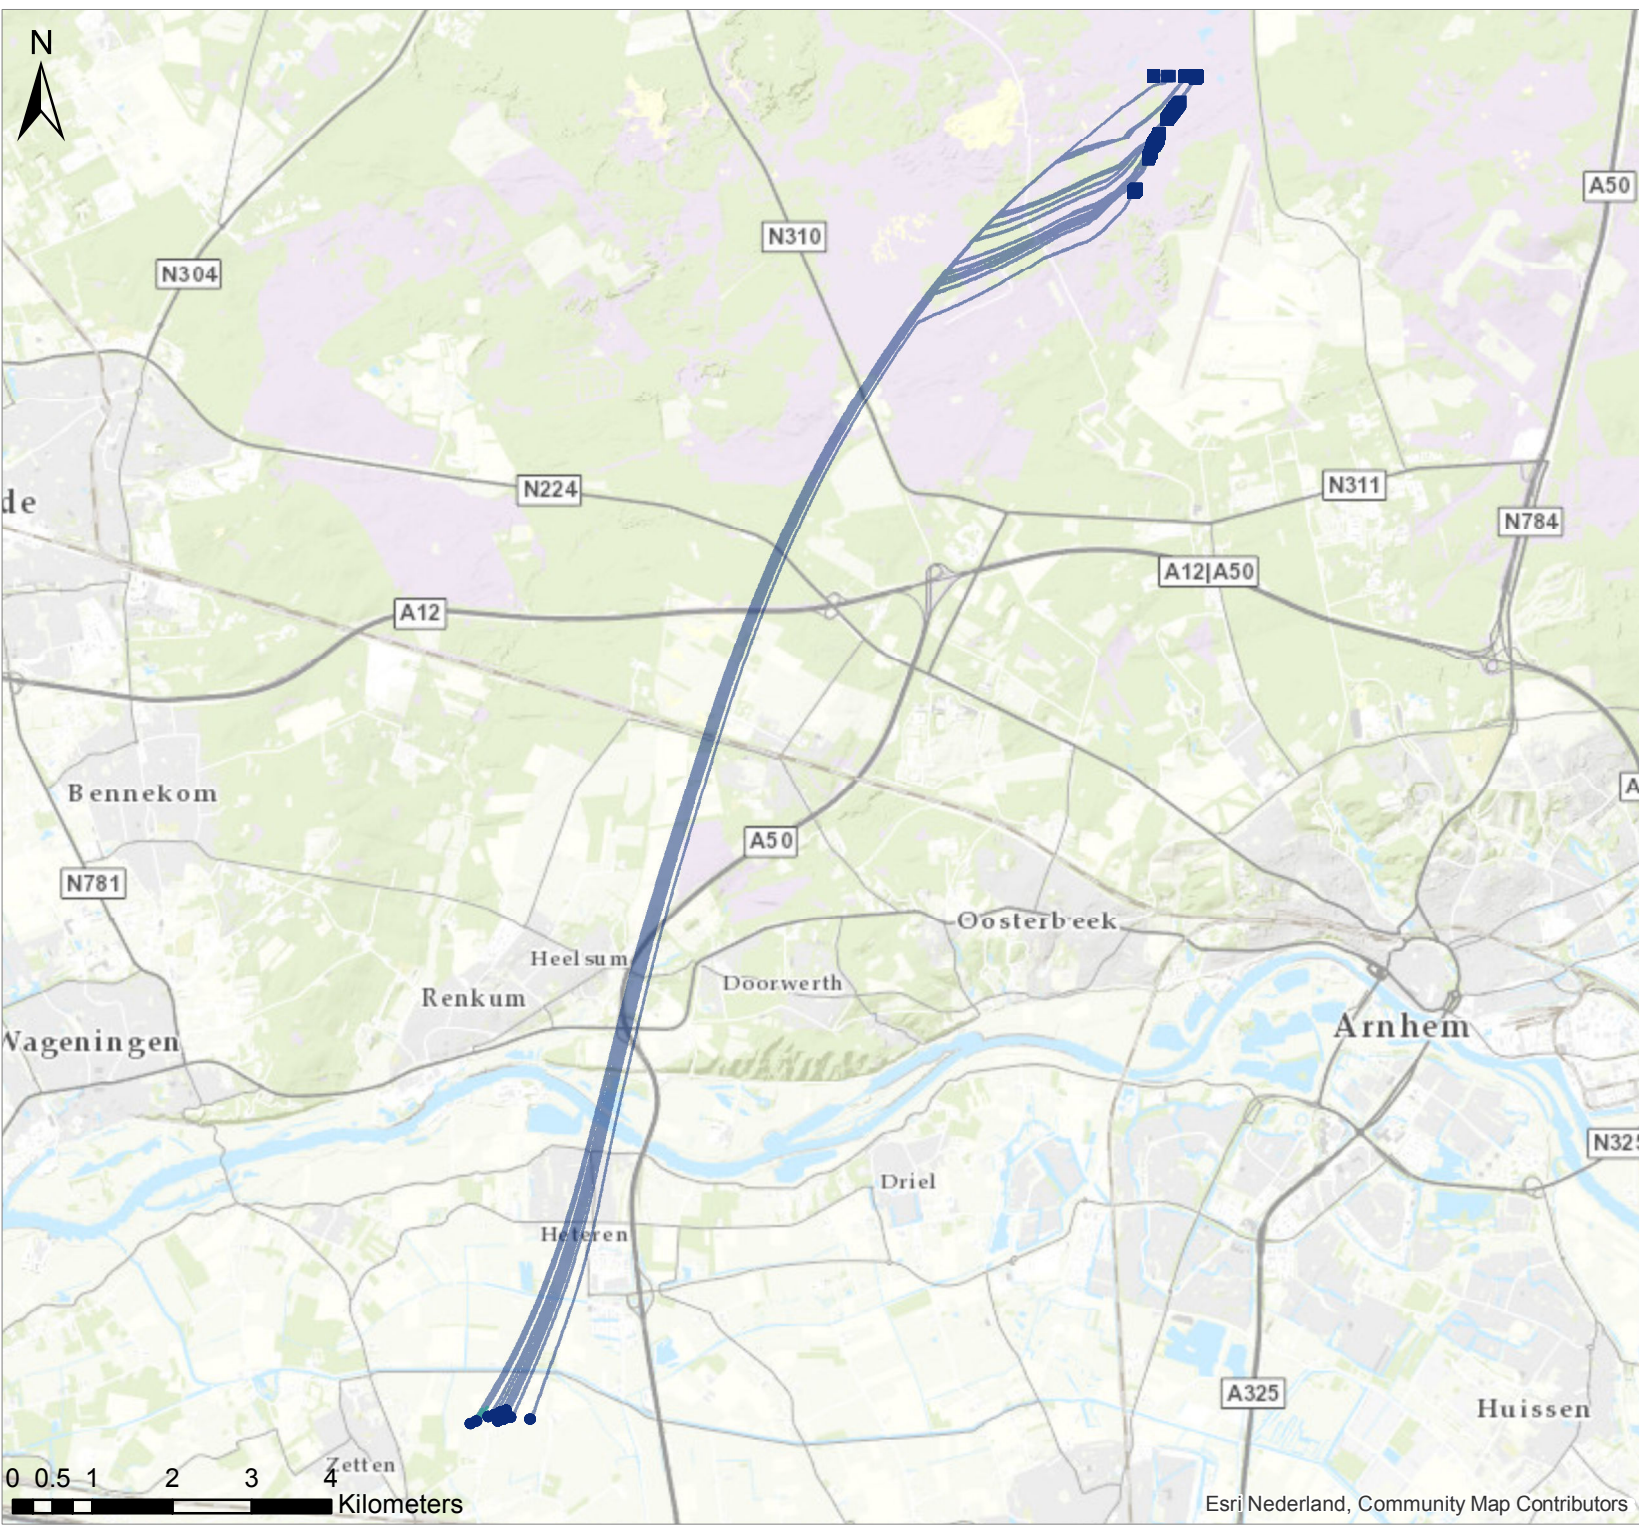 N
A50
N310
N304
de
N224
N311
N784
A12|A50
A12
A
Bennekom
A50
N781
Oosterbeek
Heelsum
Doorwerth
Renkum
Arnhem
Wageningen
N325
Driel
Heteren
A325
Huissen
Zetten
0 0.5 1 2 3 4
Kilometers
Esri Nederland, Community Map Contributors